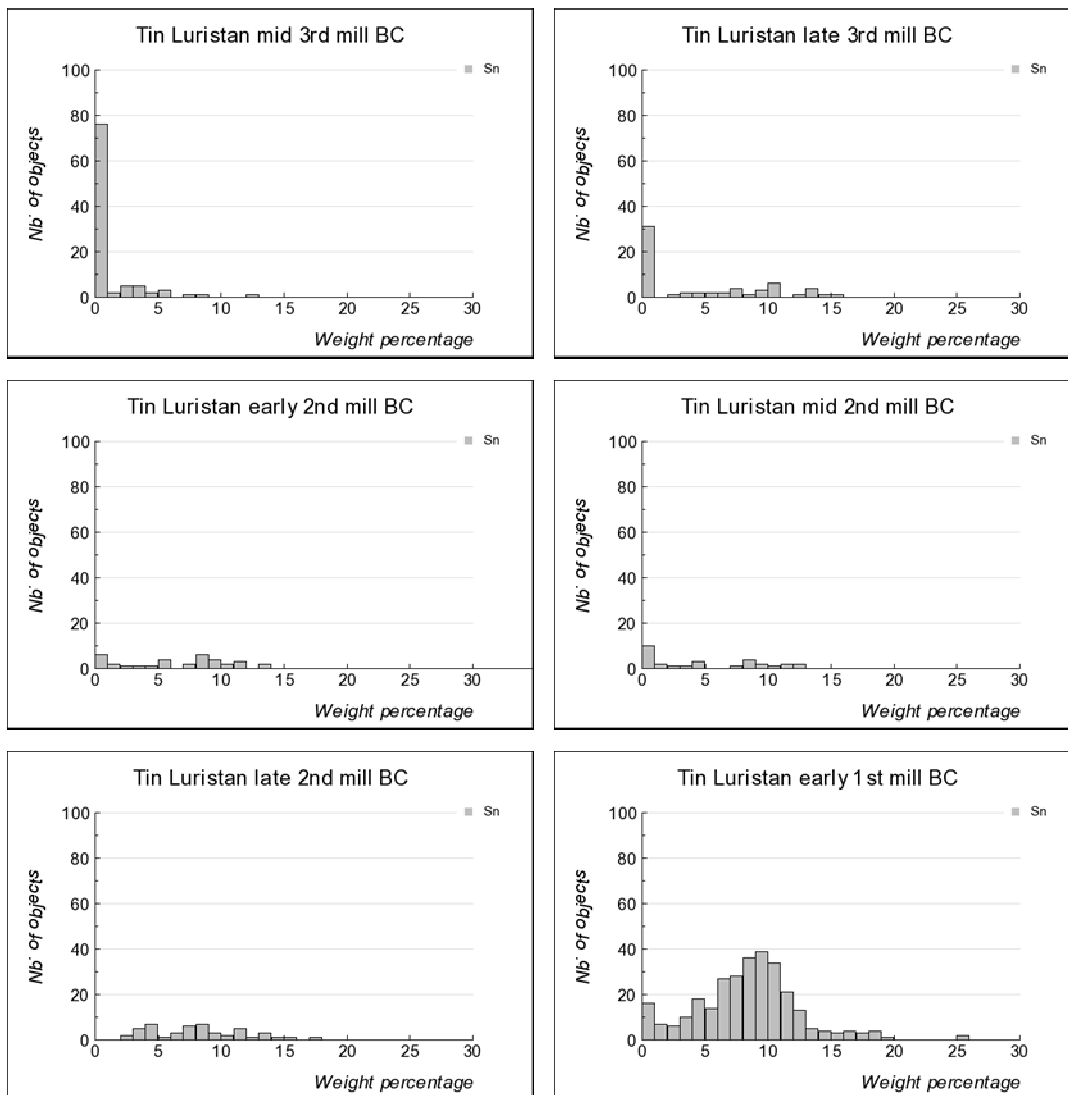 Tin Luristan mid 3rd mill BC
Sn
100
80
60
40
20
0
Nb. of objects
0 5 10 15 20 25 30
Weight percentage
Tin Luristan late 3rd mill BC
Sn
100
80
60
40
20
0
Nb. of objects
0 5 10 15 20 25 30
Weight percentage
Tin Luristan early 2nd mill BC
Sn
100
80
60
40
20
0
Nb. of objects
0 5 10 15 20 25 30
Weight percentage
Tin Luristan mid 2nd mill BC
Sn
100
80
60
40
20
0
Nb. of objects
0 5 10 15 20 25 30
Weight percentage
Tin Luristan late 2nd mill BC
Sn
100
80
60
40
20
0
Nb. of objects
0 5 10 15 20 25 30
Weight percentage
Tin Luristan early 1st mill BC
Sn
100
80
60
40
20
0
Nb. of objects
0 5 10 15 20 25 30
Weight percentage